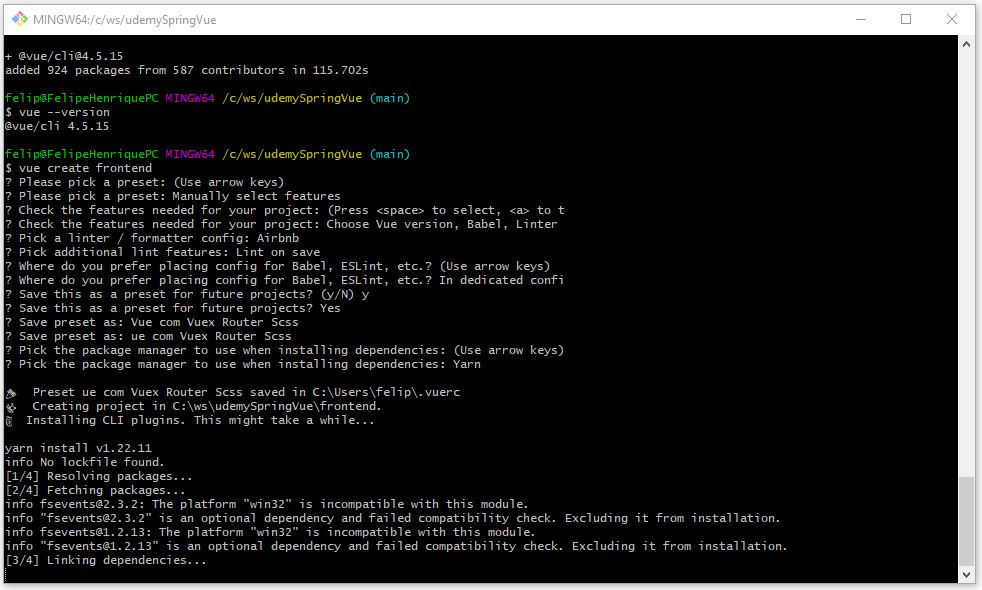 MINGW64:/c/ws/udemySpringVue
+ @vue/cli@4.5.15
added 924 packages from 587 contributors in 115.702s
felip@FelipeHenriquePC MINGW64 /c/ws/udemySpringVue (main)
$ vue --version
@vue/cli 4.5.15
felip@FelipeHenriquePC MINGW64 /c/ws/udemySpringVue (main)
$ vue create frontend
? Please pick a preset: (Use arrow keys)
? Please pick a preset: Manually select features
? Check the features needed for your project: (Press <space> to select, <a> to t
? Check the features needed for your project: Choose Vue version, Babel, Linter
? Pick a linter / formatter config: Airbnb
? Pick additional lint features: Lint on save
? Where do you prefer placing config for Babel, ESLint, etc.? (Use arrow keys)
? Where do you prefer placing config for Babel, ESLint, etc.? In dedicated confi
? Save this as a preset for future projects? (y/N) y
? Save this as a preset for future projects? Yes
? Save preset as: Vue com Vuex Router Scss
? Save preset as: ue com Vuex Router Scss
? Pick the package manager to use when installing dependencies: (Use arrow keys)
? Pick the package manager to use when installing dependencies: Yarn
Preset ue com Vuex Router Scss saved in C:\Users\felip\.vuerc
Creating project in C:\ws\udemySpringVue\frontend.
Installing CLI plugins. This might take a while...
yarn install v1.22.11
info No lockfile found.
[1/4] Resolving packages...
[2/4] Fetching packages...
info fsevents@2.3.2: The platform "win32" is incompatible with this module.
info "fsevents@2.3.2" is an optional dependency and failed compatibility check. Excluding it from installation.
info fsevents@1.2.13: The platform "win32" is incompatible with this module.
info "fsevents@1.2.13" is an optional dependency and failed compatibility check. Excluding it from installation.
[3/4] Linking dependencies...